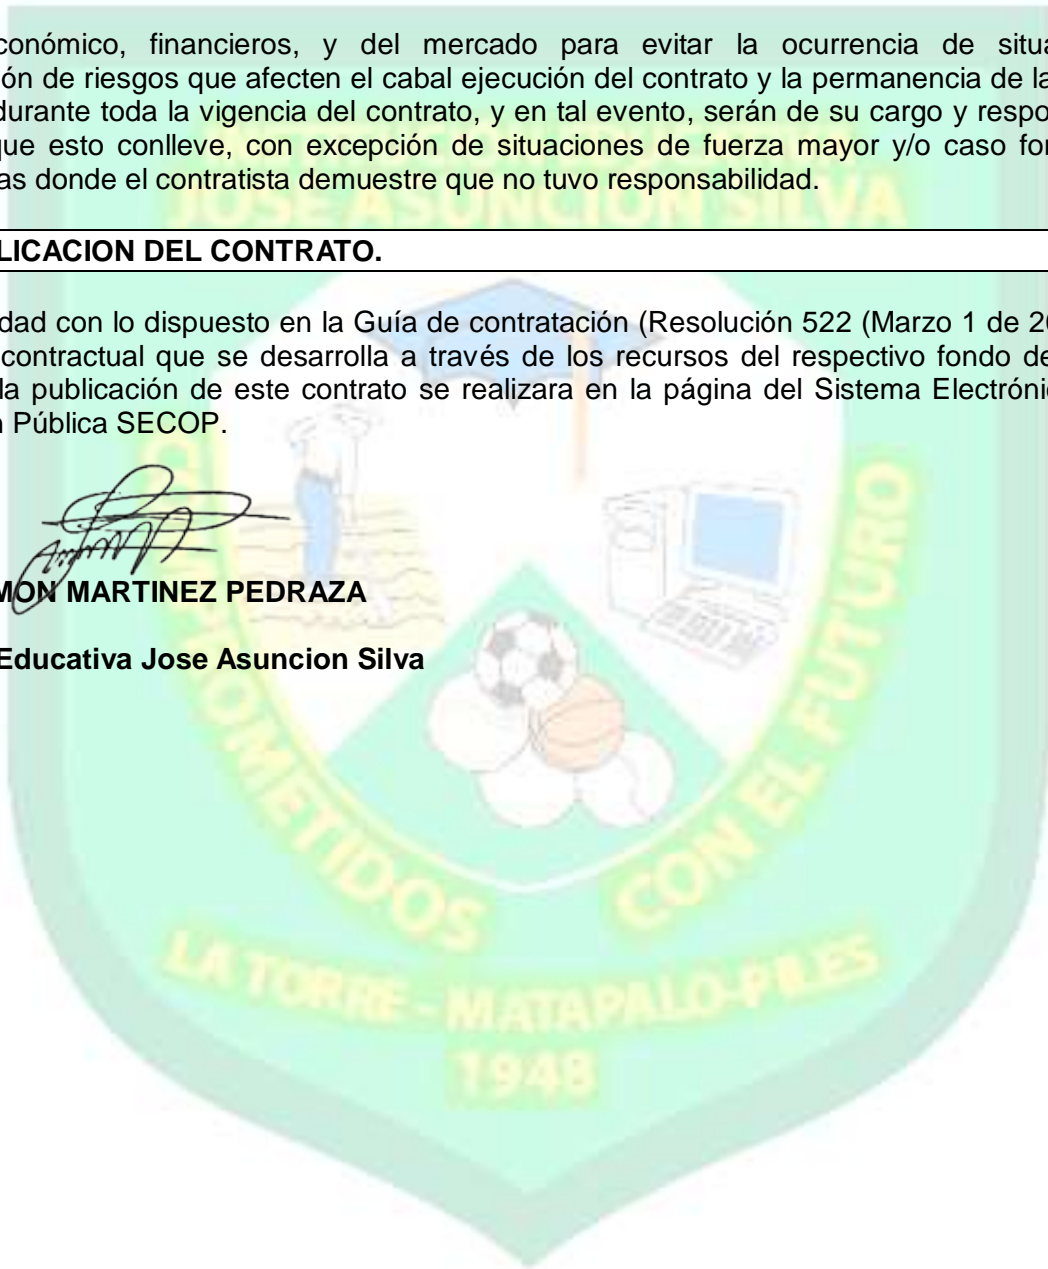 conómico, financieros, y del mercado para evitar la ocurrencia de situa
ón de riesgos que afecten el cabal ejecución del contrato y la permanencia de la
durante toda la vigencia del contrato, y en tal evento, serán de su cargo y respo
que esto conlleve, con excepción de situaciones de fuerza mayor y/o caso for
as donde el contratista demuestre que no tuvo responsabilidad.
JOSE ASUNCION SILVA
LICACION DEL CONTRATO.
dad con lo dispuesto en la Guía de contratación (Resolución 522 (Marzo 1 de 20
contractual que se desarrolla a través de los recursos del respectivo fondo de
la publicación de este contrato se realizara en la página del Sistema Electróni
n Pública SECOP.
MON MARTINEZ PEDRAZA
Educativa Jose Asuncion Silva
COMPROMETIDOS CON EL FUTURO
LA TORRE - MATAPALO-PILES
1948